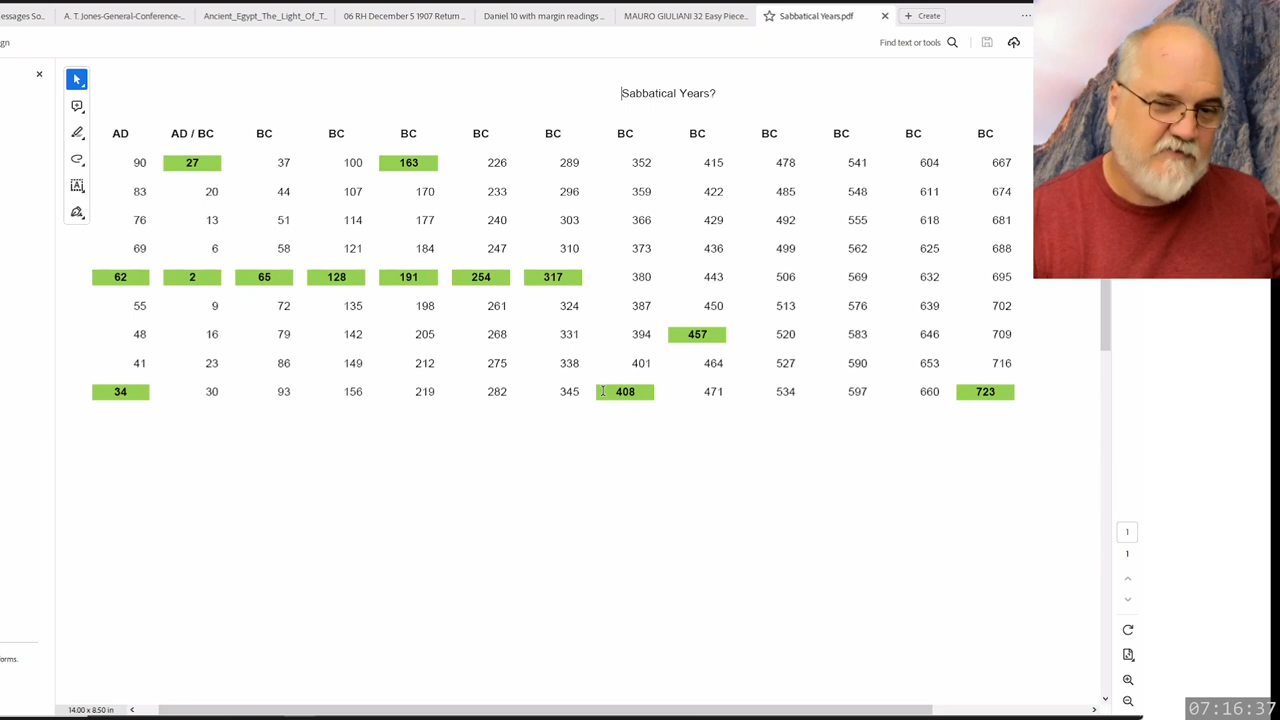 essages So...
A. T. Jones-General-Conference-...
Ancient_Egypt_The_Light_Of_T...
06 RH December 5 1907 Return ...
Daniel 10 with margin readings ...
MAURO GIULIANI 32 Easy Piece...
Sabbatical Years.pdf
Create
gn
Find text or tools
Sabbatical Years?
AD AD / BC BC BC BC BC BC BC BC BC BC BC BC
90 27 37 100 163 226 289 352 415 478 541 604 667
83 20 44 107 170 233 296 359 422 485 548 611 674
76 13 51 114 177 240 303 366 429 492 555 618 681
69 6 58 121 184 247 310 373 436 499 562 625 688
62 2 65 128 191 254 317 380 443 506 569 632 695
55 9 72 135 198 261 324 387 450 513 576 639 702
48 16 79 142 205 268 331 394 457 520 583 646 709
41 23 86 149 212 275 338 401 464 527 590 653 716
34 30 93 156 219 282 345 408 471 534 597 660 723
1
1
orms.
14.00 x 8.50 in
07:16:37